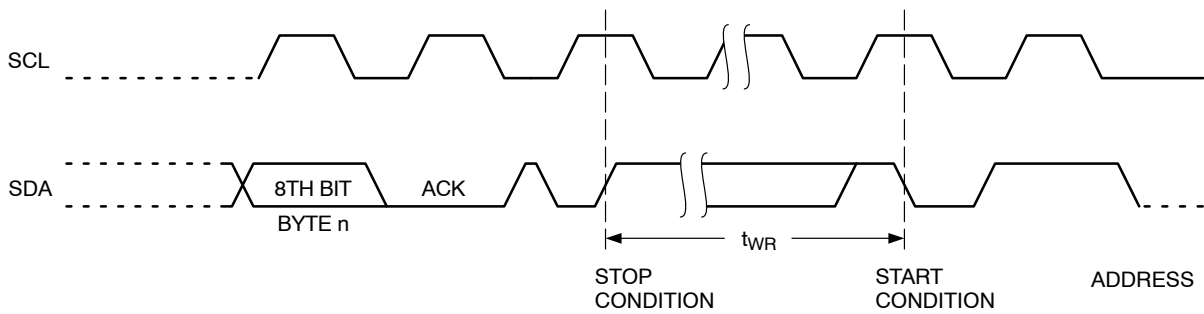 SCL
SDA
8TH BIT
ACK
BYTE n
tWR
STOP
CONDITION
START
CONDITION
ADDRESS